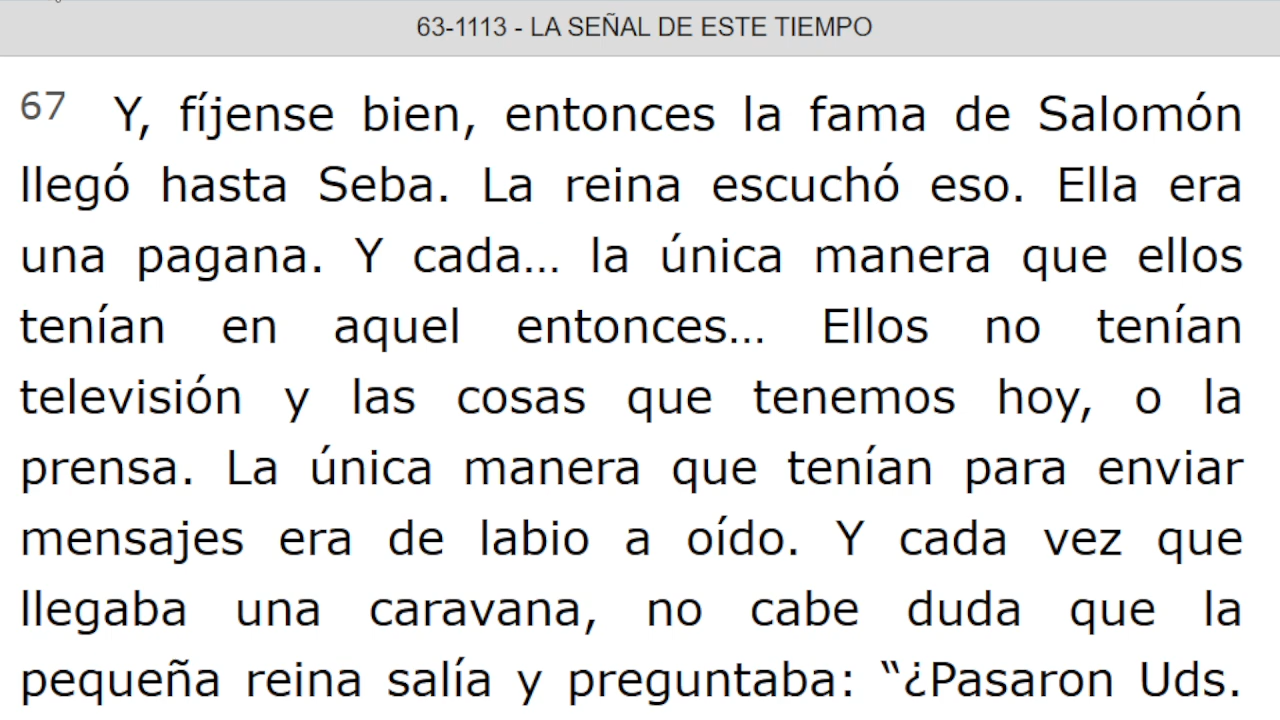 63-1113 - LA SEÑAL DE ESTE TIEMPO
67 Y, fíjense bien, entonces la fama de Salomón
llegó hasta Seba. La reina escuchó eso. Ella era
una pagana. Y cada… la única manera que ellos
tenían en aquel entonces… Ellos no tenían
televisión y las cosas que tenemos hoy, o la
prensa. La única manera que tenían para enviar
mensajes era de labio a oído. Y cada vez que
llegaba una caravana, no cabe duda que la
pequeña reina salía y preguntaba: “¿Pasaron Uds.